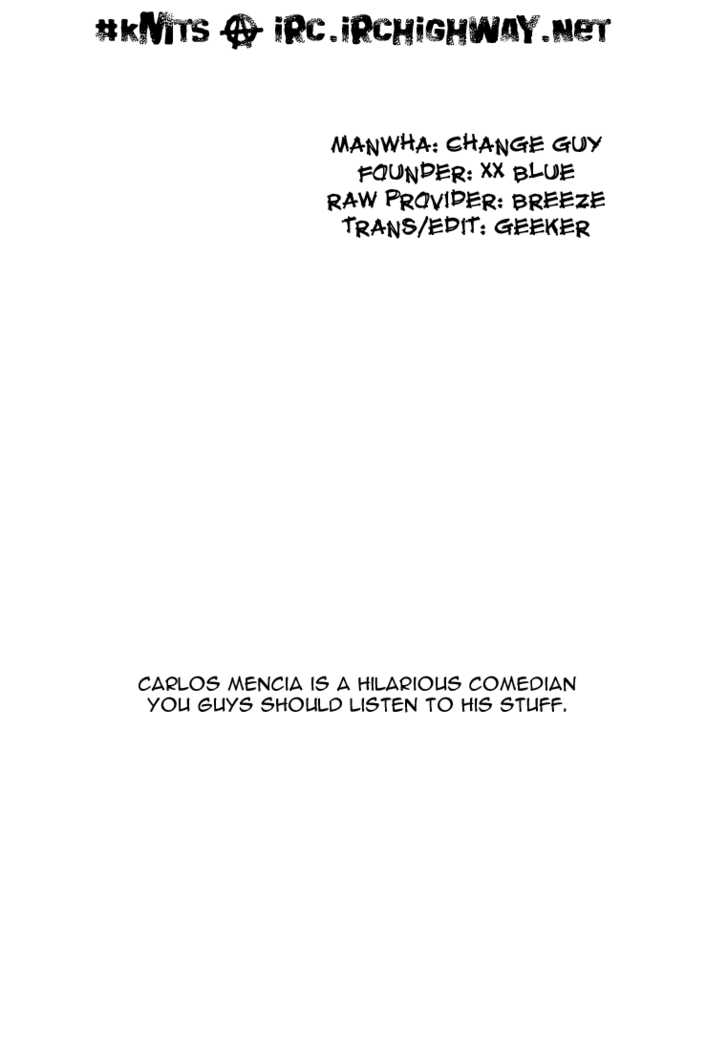 #kMTS @ iRC.iRCHiGHWAY.NeT
MANWHA: CHANGE GUY
FOUNDER: XX BLUE
RAW PROVIDER: BREEZE
TRANS/EDIT: GEEKER
CARLOS MENCIA IS A HILARIOUS COMEDIAN
YOU GUYS SHOULD LISTEN TO HIS STUFF.